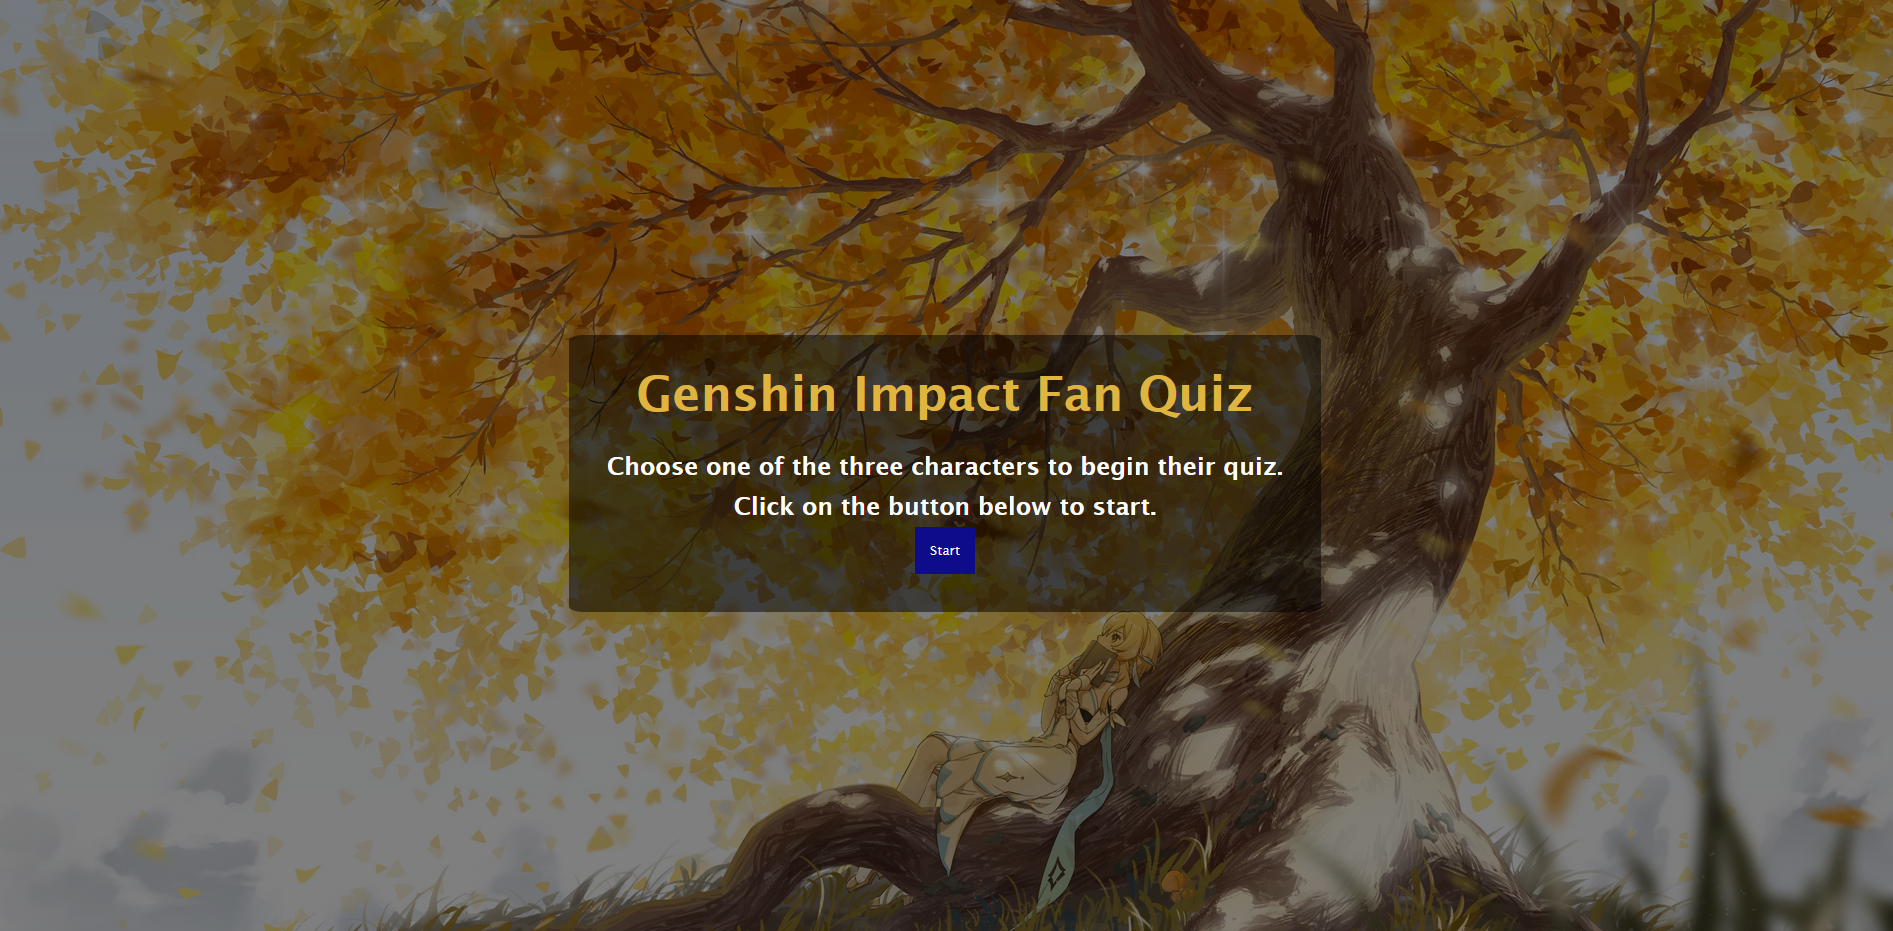 Genshin Impact Fan Quiz
Choose one of the three characters to begin their quiz.
Click on the button below to start.
Start